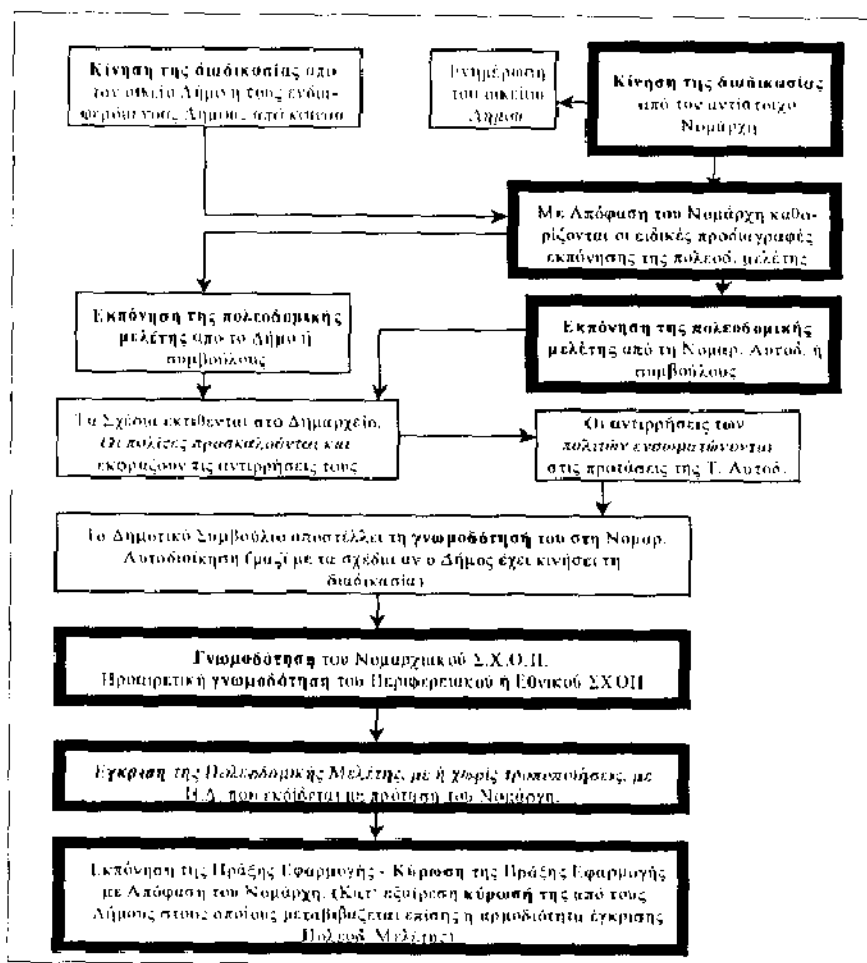 Κίνηση της διαδικασίας απο
τον οικείο Δήμο η τους ενδια-
φερόμενους Δήμους από κοινού
Ενημέρωση
του οικείου
Δήμου
Κίνηση της διαδικασίας
από τον αντίστοιχο
Νομάρχη
Με Απόφαση του Νομάρχη καθο-
ρίζονται οι ειδικές προδιαγραφές
εκπόνησης της πολεοδ. μελέτης
Εκπόνηση της πολεοδομικής
μελέτης απο το Δήμο ή
συμβούλους
Εκπόνηση της πολεοδομικής
μελέτης από τη Νομαρ. Αυτοδ. ή
συμβούλους
Τα Σχέδια εκτίθενται στο Δημαρχείο.
Οι πολίτες προσκαλούνται και
εκφράζουν τις αντιρρήσεις τους
Οι αντιρρήσεις των
πολιτών ενσωματώνονται
στις προτάσεις της Τ. Αυτοδ.
Το Δημοτικό Συμβούλιο αποστέλλει τη γνωμοδότησή του στη Νομαρ.
Αυτοδιοίκηση (μαζί με τα σχέδια αν ο Δήμος έχει κινήσει τη
διαδικασία)
Γνωμοδότηση του Νομαρχιακού Σ.Χ.Ο.Π.
Προαιρετική γνωμοδότηση του Περιφερειακού ή Εθνικού ΣΧΟΠ
Έγκριση της Πολεοδομικής Μελέτης, με ή χωρίς τροποποιήσεις, με
Π.Δ. που εκδίδεται με πρόταση του Νομάρχη.
Εκπόνηση της Πράξης Εφαρμογής - Κύρωση της Πράξης Εφαρμογής
με Απόφαση του Νομάρχη. (Κατ' εξαίρεση κύρωσή της από τους
Δήμους στους οποίους μεταβιβάζεται επίσης η αρμοδιότητα έγκρισης
Πολεοδ. Μελέτης)